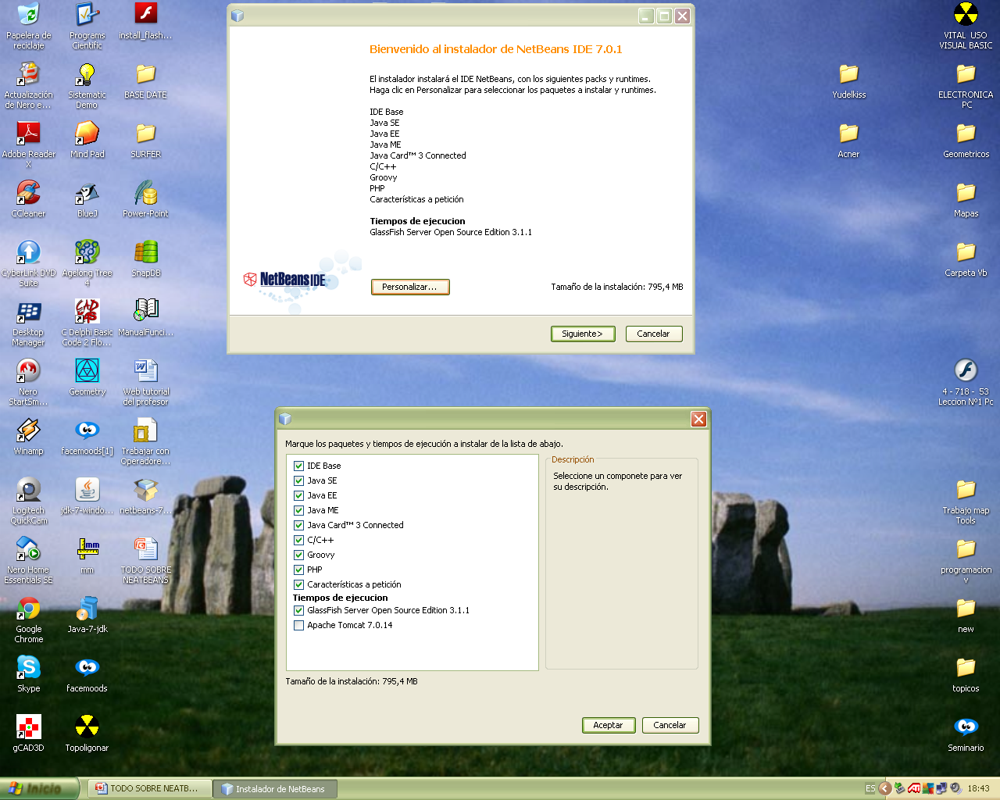 Papelera de
reciclaje
Programs
Cientific
install_flash...
Actualización
de Nero e...
Sistematic
Demo
BASE DATE
Adobe Reader
X
Mind Pad
SURFER
CCleaner
BlueJ
Power-Point
CyberLink DVD
Suite
Agelong Tree
4
SnapDB
Desktop
Manager
C Delphi Basic
Code 2 Flo...
ManualFunci...
Nero
StartSm...
Geometry
Web tutorial
del profesor
Winamp
facemoods[1]
Trabajar con
Operadore...
Logitech
QuickCam
jdk-7-windo...
netbeans-7...
Nero Home
Essentials SE
mm
mm
TODO SOBRE
NEATBEANS
Google
Chrome
Java-7-jdk
Skype
facemoods
gCAD3D
Topoligonar
Bienvenido al instalador de NetBeans IDE 7.0.1
El instalador instalará el IDE NetBeans, con los siguientes packs y runtimes.
Haga clic en Personalizar para seleccionar los paquetes a instalar y runtimes.
IDE Base
Java SE
Java EE
Java ME
Java Card™ 3 Connected
C/C++
Groovy
PHP
Características a petición
Tiempos de ejecucion
GlassFish Server Open Source Edition 3.1.1
NetBeans IDE
Personalizar...
Tamaño de la instalación: 795,4 MB
Siguiente>
Cancelar
Marque los paquetes y tiempos de ejecución a instalar de la lista de abajo.
IDE Base
Java SE
Java EE
Java ME
Java Card™ 3 Connected
C/C++
Groovy
PHP
Características a petición
Tiempos de ejecucion
GlassFish Server Open Source Edition 3.1.1
Apache Tomcat 7.0.14
Descripción
Seleccione un componete para ver
su descripción.
Tamaño de la instalación: 795,4 MB
Aceptar
Cancelar
VITAL USO
VISUAL BASIC
Yudelkiss
ELECTRONICA
PC
Acner
Geometricos
Mapas
Carpeta Vb
4 - 718 - 53
Leccion Nº1 Pc
Trabajo map
Tools
programacion
v
new
topicos
Seminario
Inicio
TODO SOBRE NEATB...
Instalador de NetBeans
ES
18:43